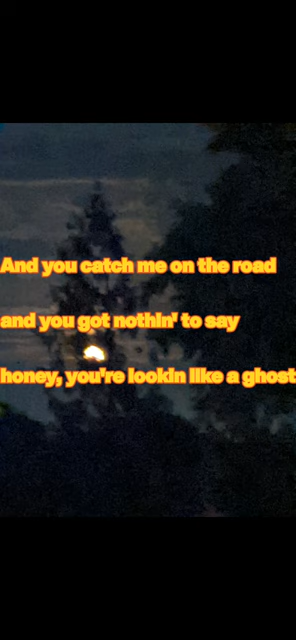 And you catch me on the road
and you got nothin' to say
honey, you're lookin like a ghost